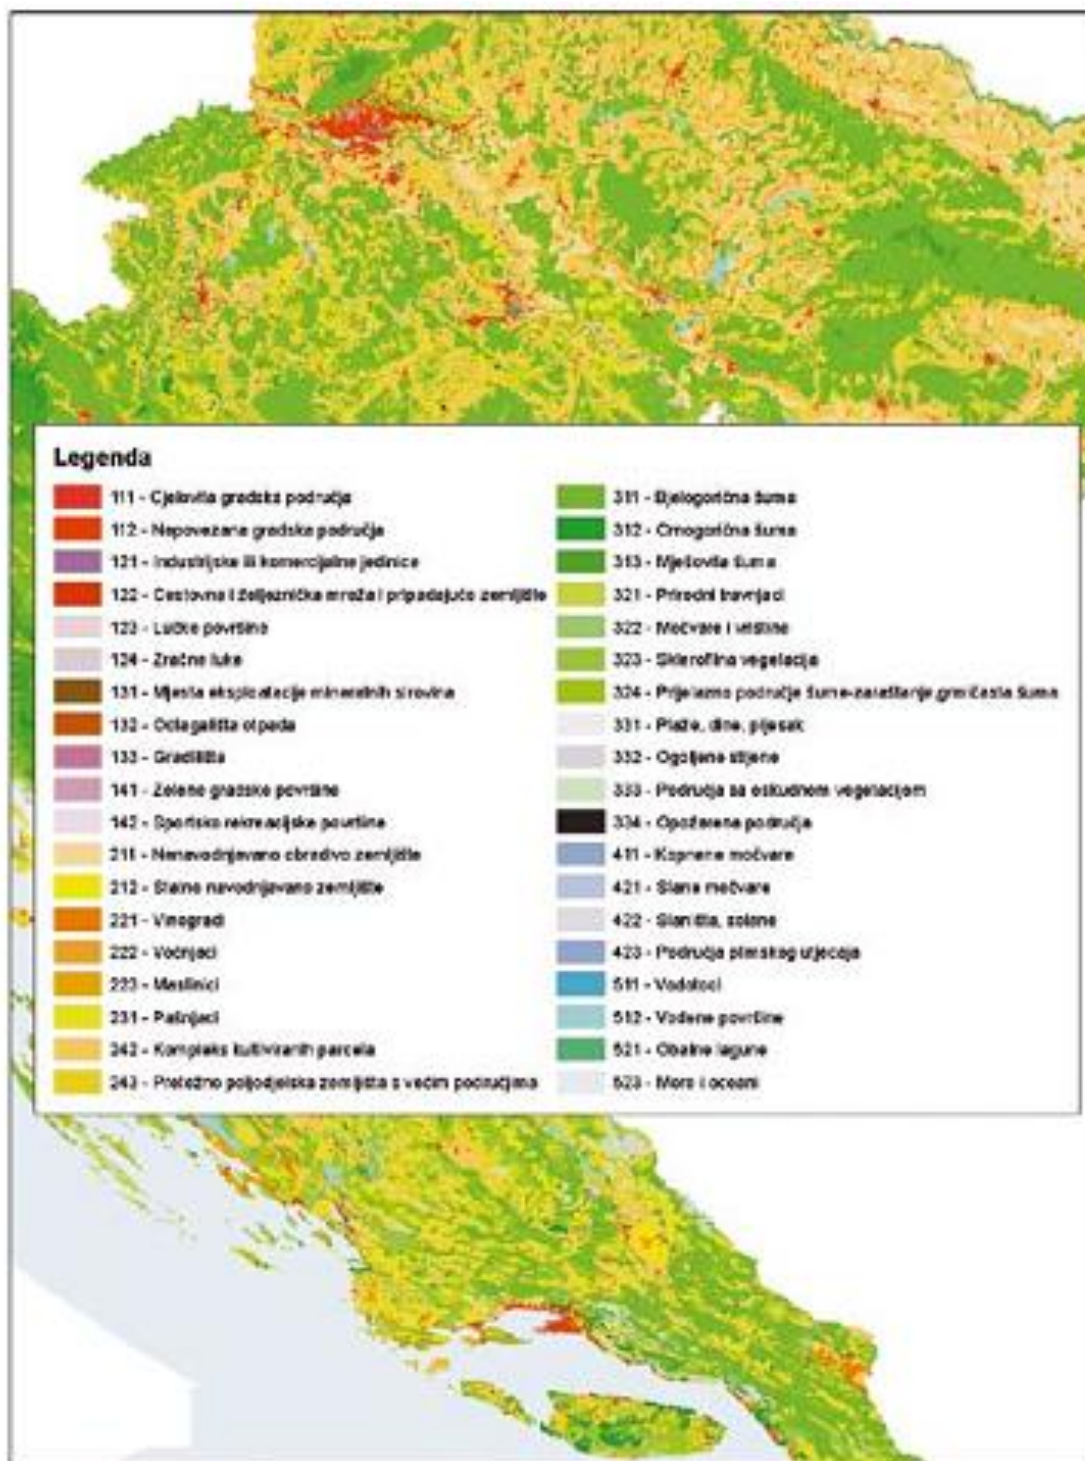 Legenda
111 - Cjelovita gradska područja
112 - Nepovezana gradska područja
121 - Industrijske ili komercijalne jedinice
122 - Cestovna i željeznička mreža i pripadajuće zemljište
123 - Lučke površine
124 - Zračne luke
131 - Mjesta eksploatacije mineralnih sirovina
132 - Odlagališta otpada
133 - Gradilišta
141 - Zelene gradske površine
142 - Sportsko rekreacijske površine
211 - Nenavodnjavano obradivo zemljište
212 - Stalno navodnjavano zemljište
221 - Vinogradi
222 - Voćnjaci
223 - Maslinici
231 - Pašnjaci
242 - Kompleks kultiviranih parcela
243 - Pretežno poljodjelska zemljišta s većim područjima
311 - Bjelogorična šuma
312 - Crnogorična šuma
313 - Mješovita šuma
321 - Prirodni travnjaci
322 - Močvare i vrištine
323 - Sklerofilna vegetacija
324 - Prijelazno područje šume-zaraštanje,grmičasta šuma
331 - Plaže, dine, pijesak
332 - Ogoljene stijene
333 - Područja sa oskudnom vegetacijom
334 - Opožarena područja
411 - Kopnene močvare
421 - Slane močvare
422 - Slaništa, solane
423 - Područja plimskog utjecaja
511 - Vodotoci
512 - Vodene površine
521 - Obalne lagune
523 - More i oceani